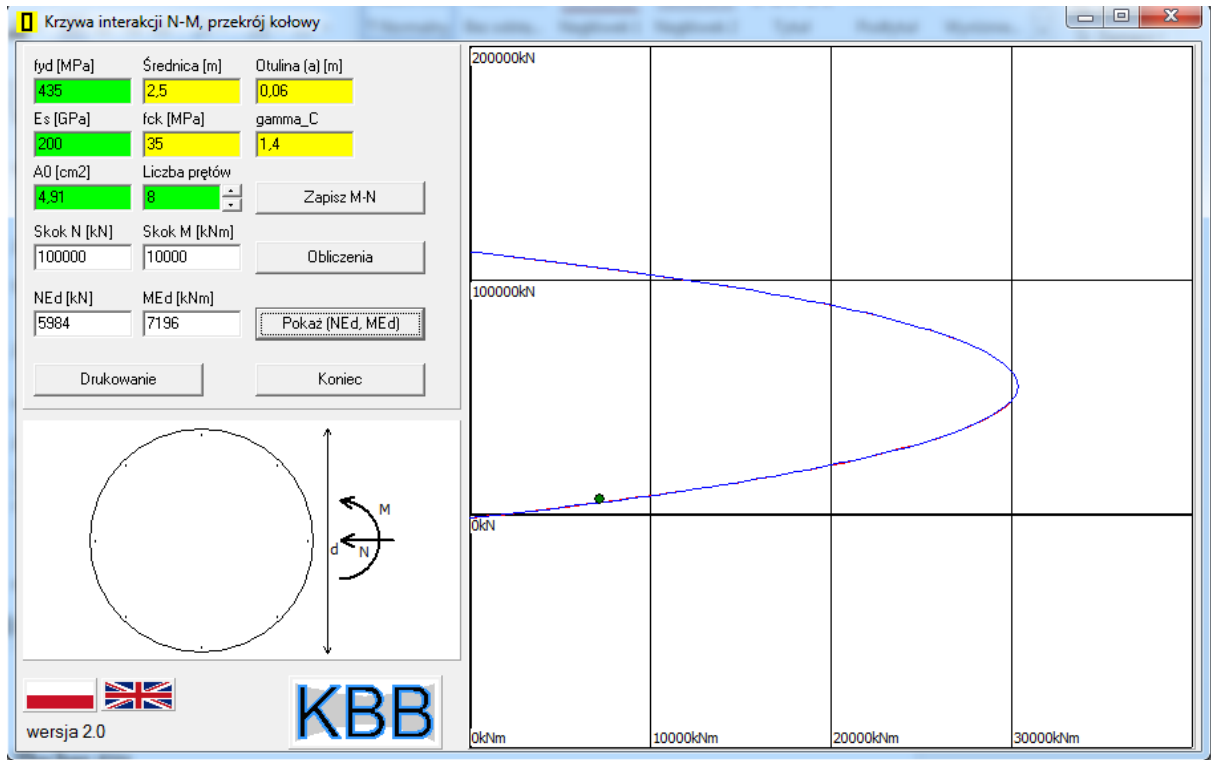 Krzywa interakcji N-M, przekrój kołowy
fyd [MPa] Średnica [m] Otulina (a) [m]
435 2,5 0,06
Es [GPa] fck [MPa] gamma_C
200 35 1,4
A0 [cm2] Liczba prętów
4,91 8 Zapisz M-N
Skok N [kN] Skok M [kNm]
100000 10000 Obliczenia
NEd [kN] MEd [kNm]
5984 7196 Pokaż (NEd, MEd)
Drukowanie Koniec
M
d N
KBB
wersja 2.0
200000kN
100000kN
0kN
0kNm 10000kNm 20000kNm 30000kNm